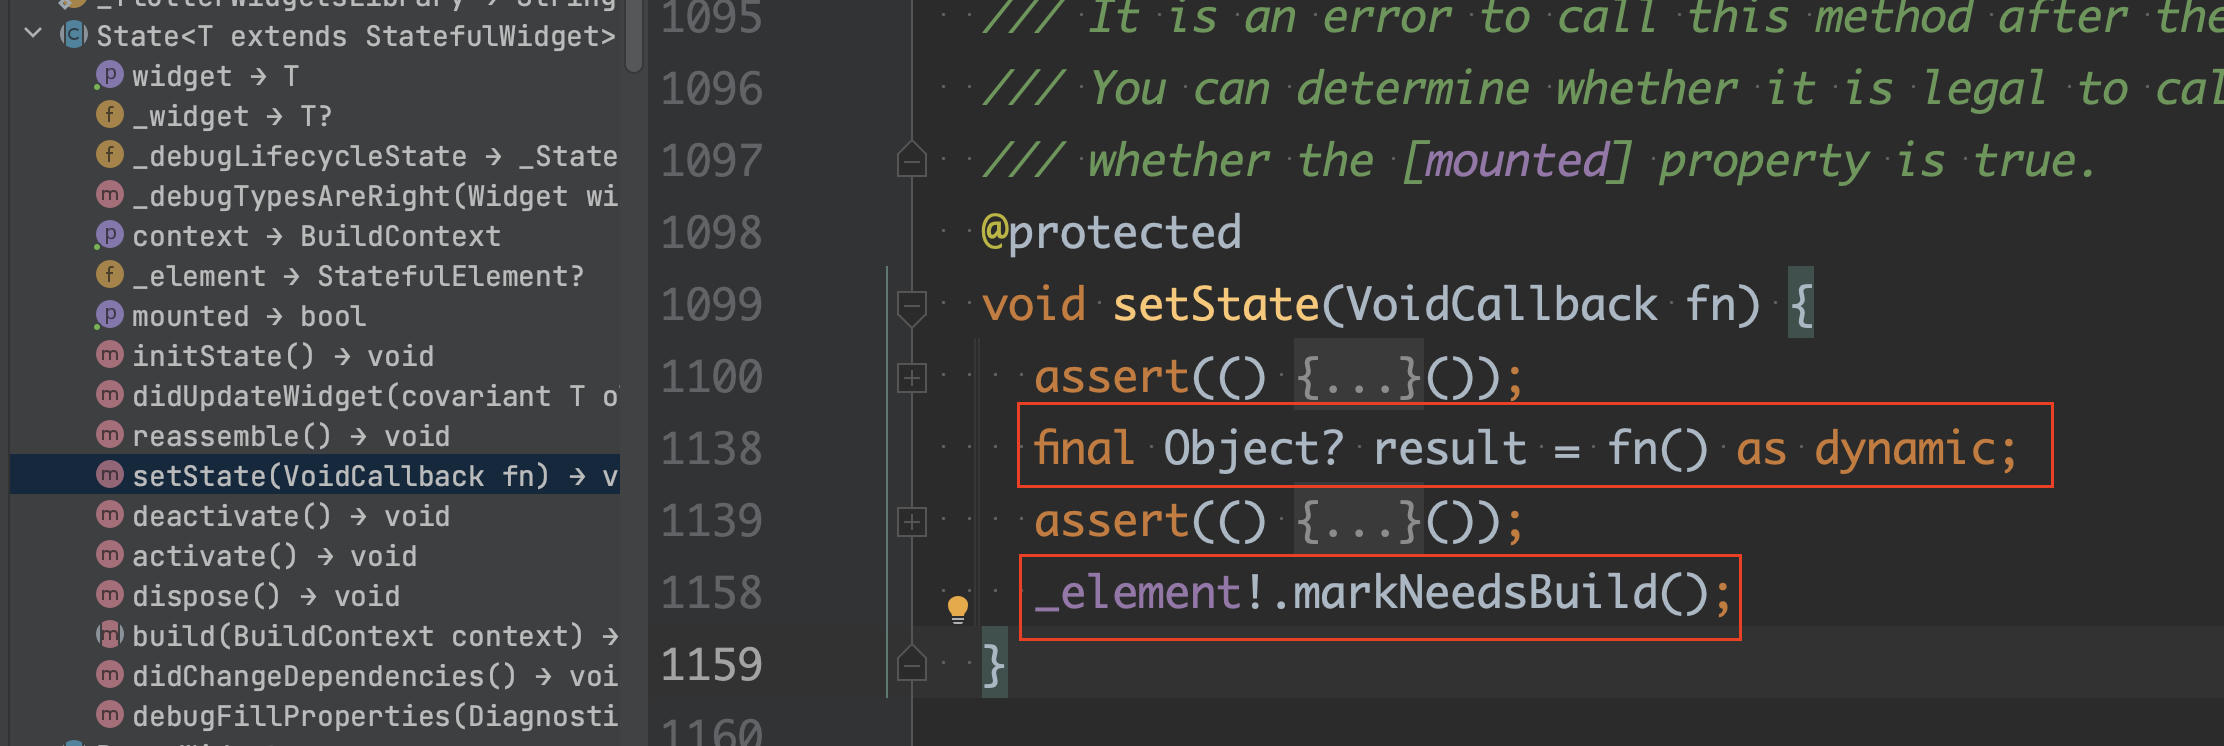 _flutterWidgetsLibrary → String
State<T extends StatefulWidget>
widget → T
_widget → T?
_debugLifecycleState → _State
_debugTypesAreRight(Widget wi
context → BuildContext
_element → StatefulElement?
mounted → bool
initState() → void
didUpdateWidget(covariant T o
reassemble() → void
setState(VoidCallback fn) → v
deactivate() → void
activate() → void
dispose() → void
build(BuildContext context) →
didChangeDependencies() → voi
debugFillProperties(Diagnosti
1095 /// It is an error to call this method after the
1096 /// You can determine whether it is legal to cal
1097 /// whether the [mounted] property is true.
1098 @protected
1099 void setState(VoidCallback fn) {
1100 assert(() {...}());
1138 final Object? result = fn() as dynamic;
1139 assert(() {...}());
1158 _element!.markNeedsBuild();
1159 }
1160